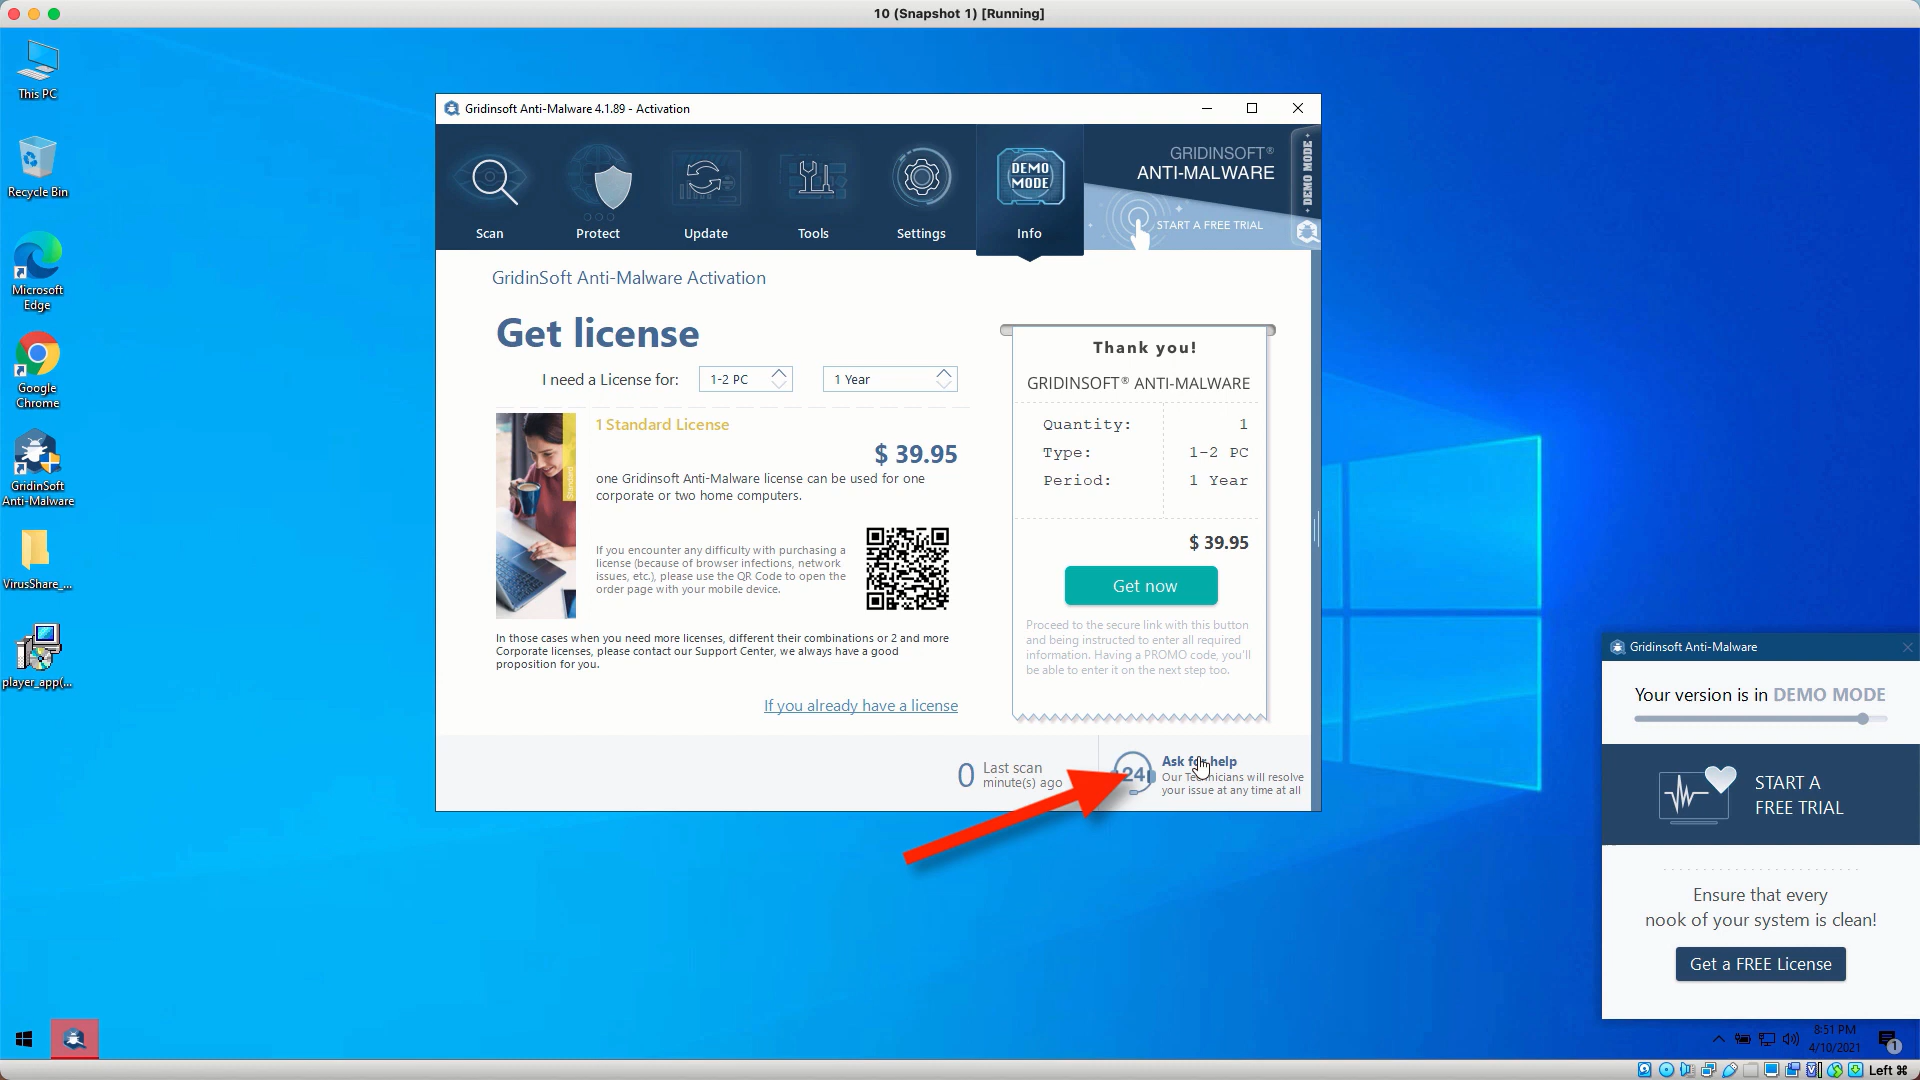 10 (Snapshot 1) [Running]
This PC
Recycle Bin
Microsoft
Edge
Google
Chrome
GridinSoft
Anti-Malware
VirusShare_...
player_app(...
Gridinsoft Anti-Malware 4.1.89 - Activation
Scan
Protect
Update
Tools
Settings
DEMO
MODE
Info
GRIDINSOFT®
ANTI-MALWARE
START A FREE TRIAL
DEMO MODE
GridinSoft Anti-Malware Activation
Get license
I need a License for:
1-2 PC
1 Year
Standard
1 Standard License
$ 39.95
one Gridinsoft Anti-Malware license can be used for one
corporate or two home computers.
If you encounter any difficulty with purchasing a
license (because of browser infections, network
issues, etc.), please use the QR Code to open the
order page with your mobile device.
In those cases when you need more licenses, different their combinations or 2 and more
Corporate licenses, please contact our Support Center, we always have a good
proposition for you.
If you already have a license
Thank you!
GRIDINSOFT® ANTI-MALWARE
Quantity: 1
Type: 1-2 PC
Period: 1 Year
$ 39.95
Get now
Proceed to the secure link with this button
and being instructed to enter all required
information. Having a PROMO code, you'll
be able to enter it on the next step too.
0
Last scan
minute(s) ago
24
Ask for help
Our Technicians will resolve
your issue at any time at all
Gridinsoft Anti-Malware
Your version is in DEMO MODE
START A
FREE TRIAL
Ensure that every
nook of your system is clean!
Get a FREE License
8:51 PM
4/10/2021
1
Left ⌘